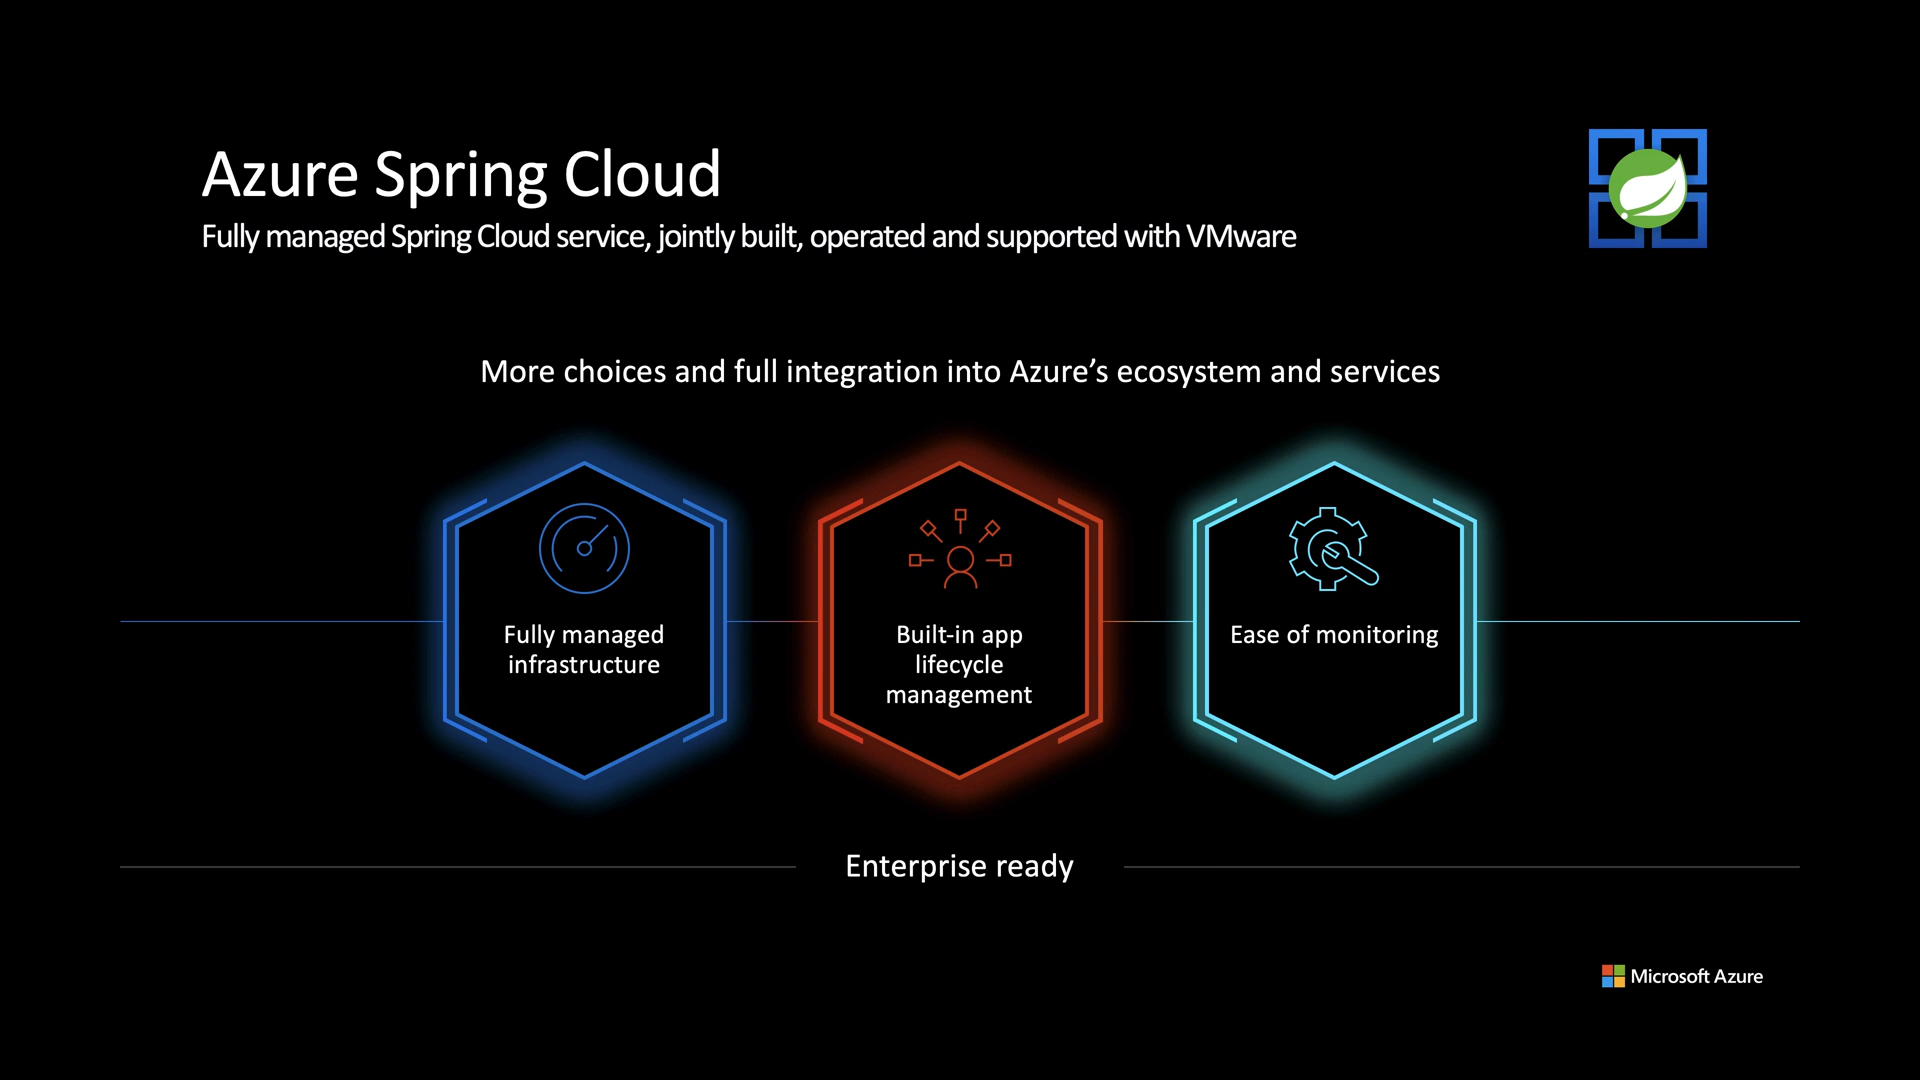 Azure Spring Cloud
Fully managed Spring Cloud service, jointly built, operated and supported with VMware
More choices and full integration into Azure’s ecosystem and services
Fully managed
infrastructure
Built-in app
lifecycle
management
Ease of monitoring
Enterprise ready
Microsoft Azure